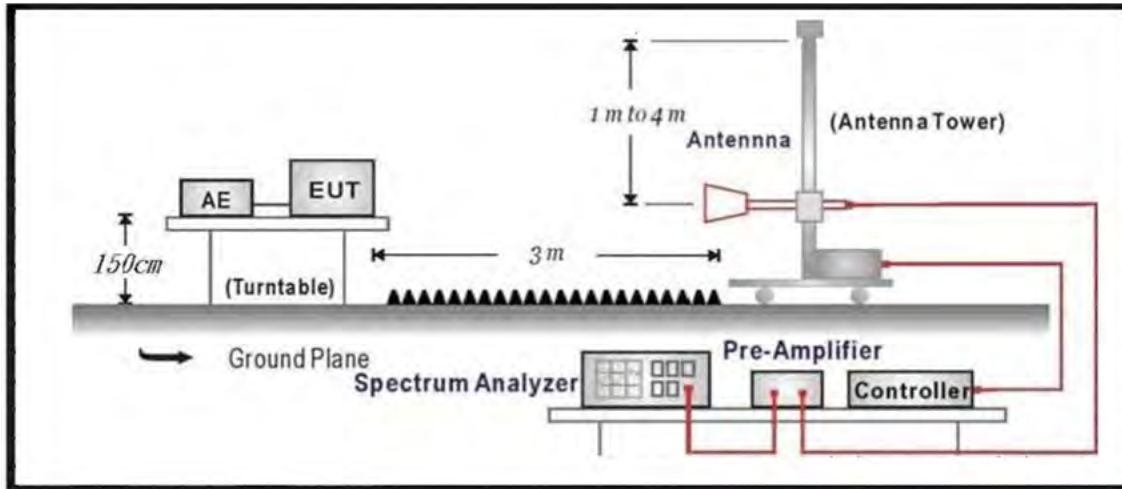 1 m to 4 m
(Antenna Tower)
Antennna
AE
EUT
150cm
3 m
(Turntable)
Ground Plane
Pre-Amplifier
Spectrum Analyzer
Controller